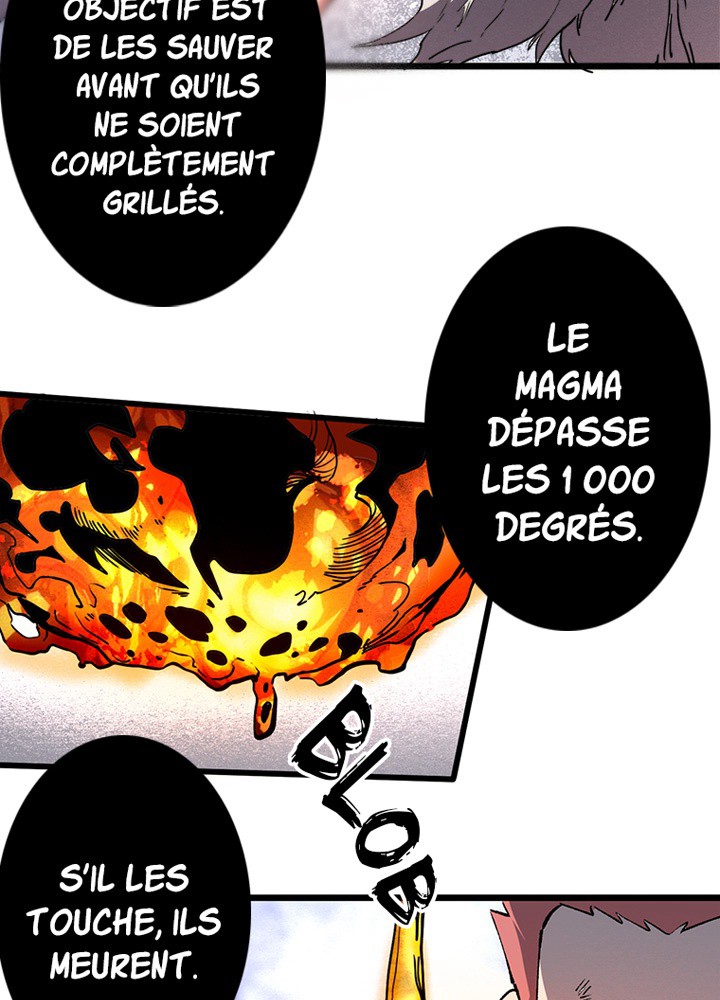 OBJECTIF EST
DE LES SAUVER
AVANT QU'ILS
NE SOIENT
COMPLÈTEMENT
GRILLÉS.
LE
MAGMA
DÉPASSE
LES 1 000
DEGRÉS.
BLOB
S'IL LES
TOUCHE, ILS
MEURENT.